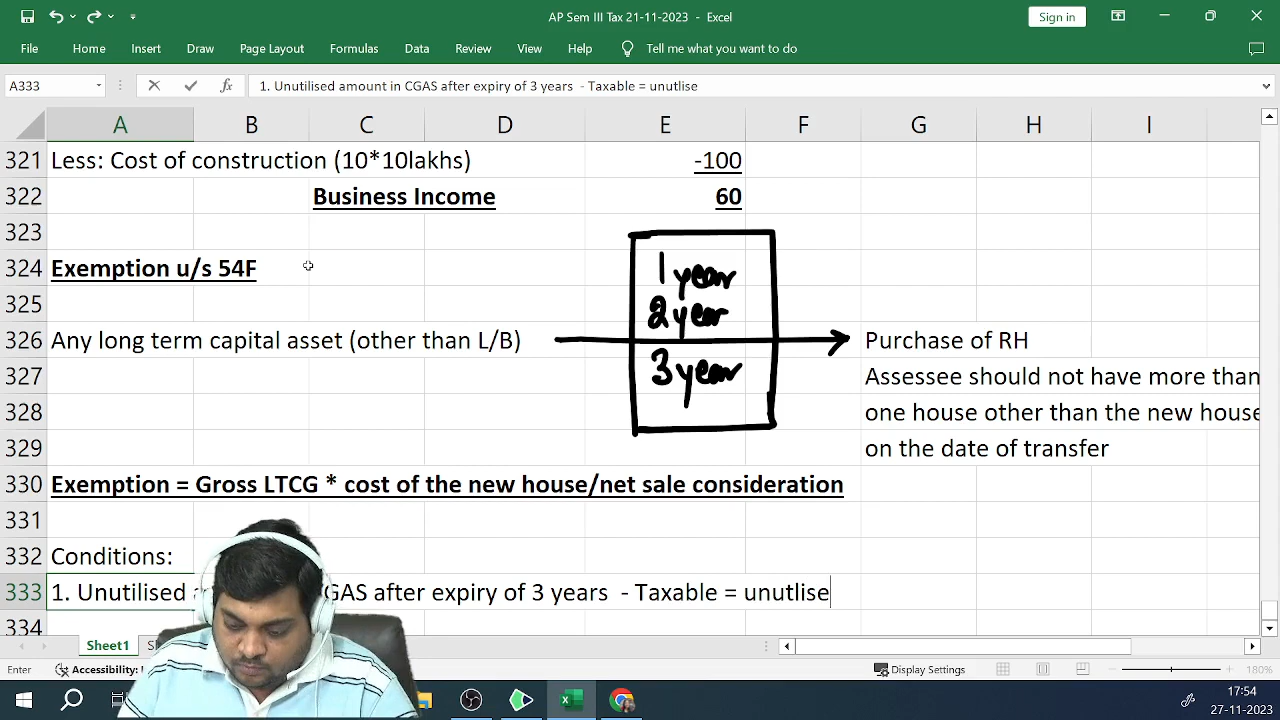 AP Sem III Tax 21-11-2023 - Excel
Sign in
File Home Insert Draw Page Layout Formulas Data Review View Help Tell me what you want to do
A333 fx 1. Unutilised amount in CGAS after expiry of 3 years - Taxable = unutlise
A B C D E F G H I
321 Less: Cost of construction (10*10lakhs) -100
322 Business Income 60
323
324 Exemption u/s 54F 1 year
325 2 year
326 Any long term capital asset (other than L/B) Purchase of RH
327 3 year Assessee should not have more than
328 one house other than the new house
329 on the date of transfer
330 Exemption = Gross LTCG * cost of the new house/net sale consideration
331
332 Conditions:
333 1. Unutilised GAS after expiry of 3 years - Taxable = unutlise
334
Sheet1
Enter Accessibility: Display Settings 180%
17:54
27-11-2023